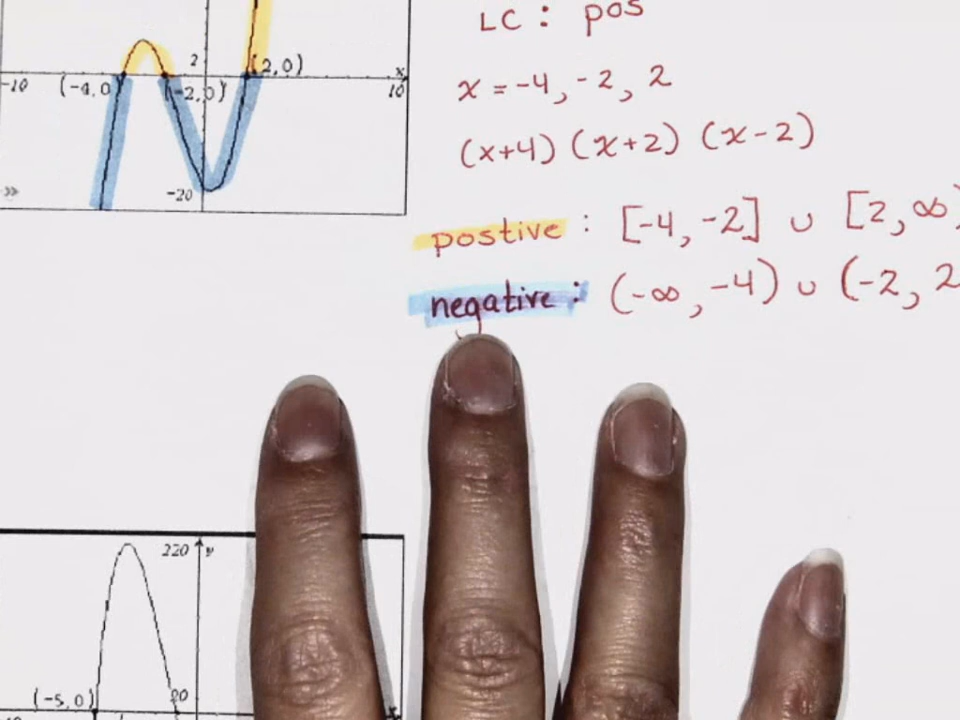 LC : pos
x = -4, -2, 2
(x+4) (x+2) (x-2)
postive : [-4, -2] ∪ [2, ∞)
negative : (-∞, -4) ∪ (-2, 2
2
(2,0)
x
-10
(-4,0
(-2,0)
10
-20
»
220
y
(-5,0)
20